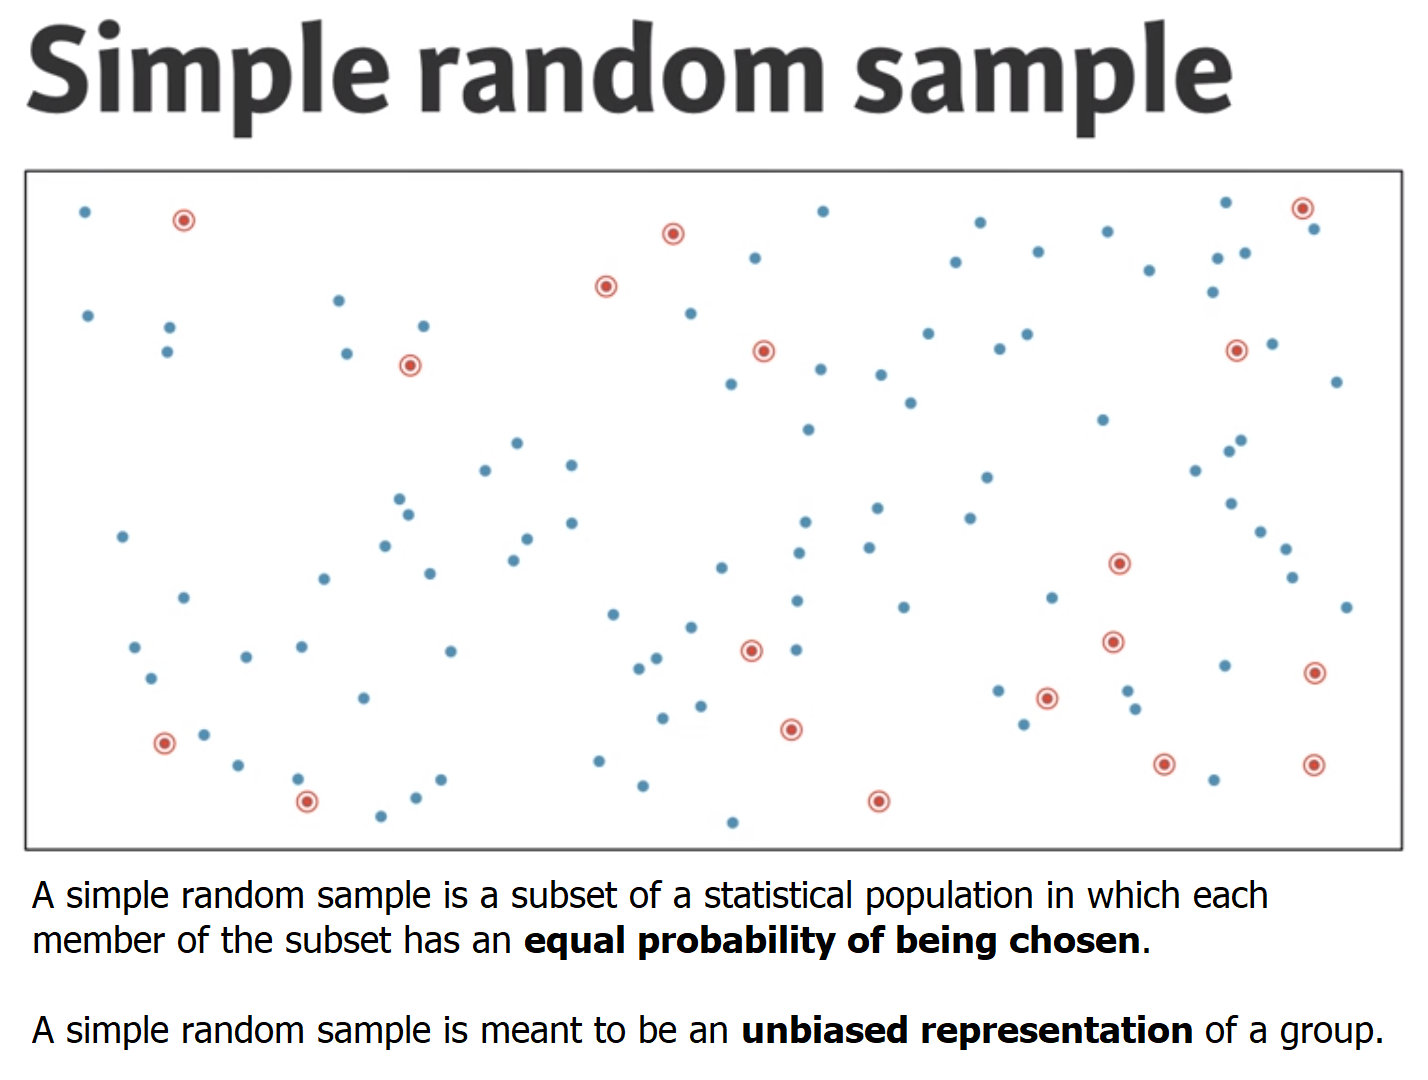 Simple random sample
A simple random sample is a subset of a statistical population in which each
member of the subset has an equal probability of being chosen.
A simple random sample is meant to be an unbiased representation of a group.